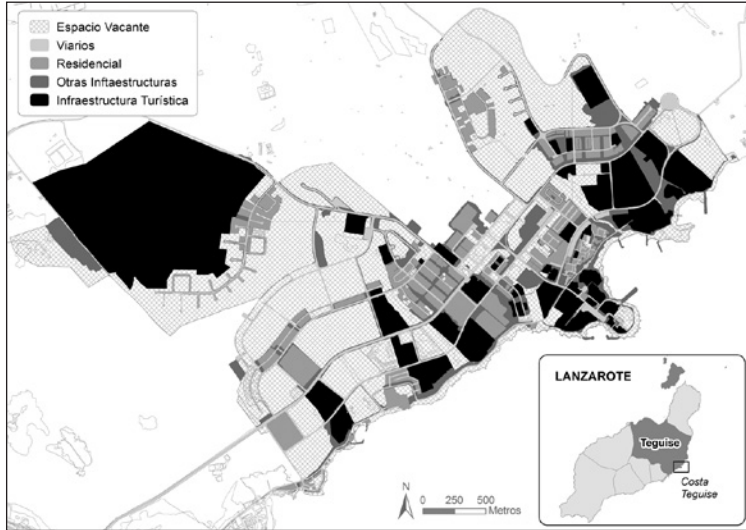 Espacio Vacante
Viarios
Residencial
Otras Inftaestructuras
Infraestructura Turística
LANZAROTE
Teguise
Costa
Teguise
N
0 250 500
Metros